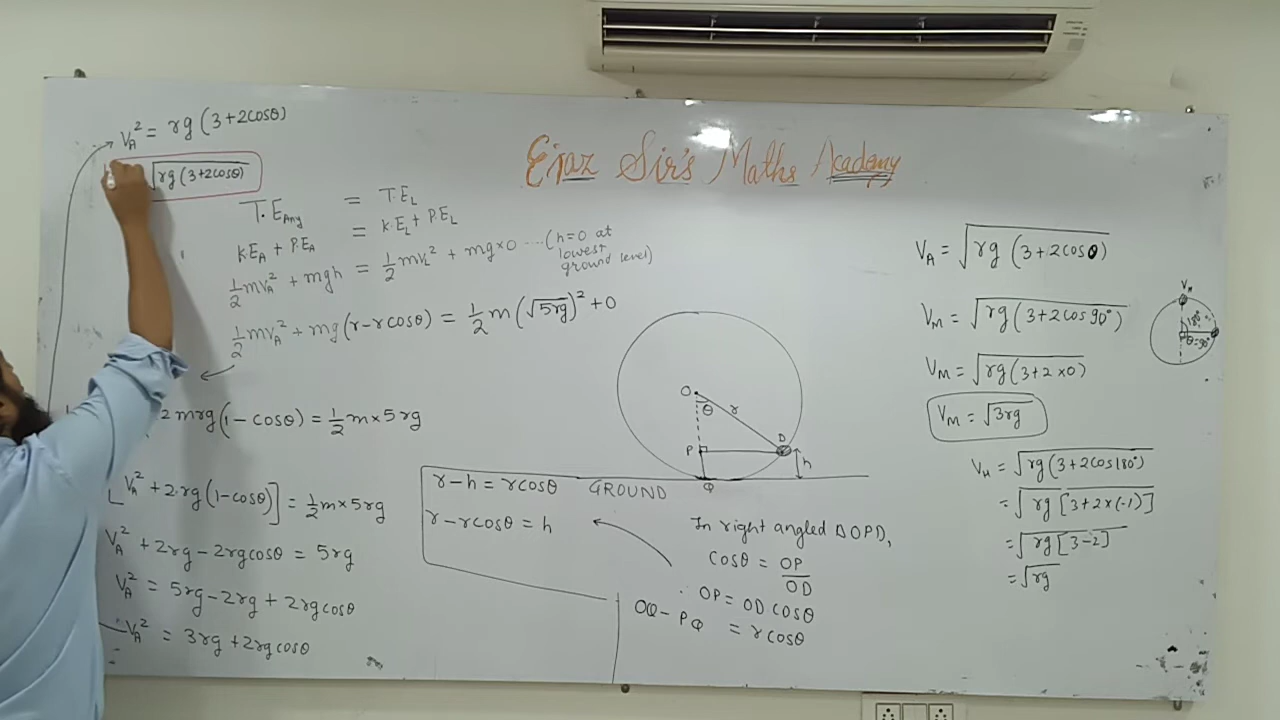 V_A² = rg (3+2cosθ)
√rg (3+2cosθ)
Ejaz Sir's Maths Academy
T.E_Any = T.E_L
K.E_A + P.E_A = K.E_L + P.E_L
½mV_A² + mgh = ½mV_L² + mg×0 ....(h=0 at lowest ground level)
½mV_A² + mg(r-rcosθ) = ½m(√5rg)² + 0
2mrg(1-cosθ) = ½m×5rg
[V_A² + 2rg(1-cosθ)] = ½m×5rg
V_A² + 2rg - 2rgcosθ = 5rg
V_A² = 5rg - 2rg + 2rgcosθ
V_A² = 3rg + 2rgcosθ
O
θ
r
P
D
h
Q
GROUND
r-h = rcosθ
r-rcosθ = h
In right angled ΔOPD,
cosθ = OP/OD
OP = OD cosθ
OQ - PQ = rcosθ
V_A = √rg (3+2cosθ)
V_M = √rg (3+2cos90°)
V_M = √rg (3+2×0)
V_M = √3rg
V_H
180°
θ=90°
V_H = √rg (3+2cos180°)
= √rg [3+2×(-1)]
= √rg [3-2]
= √rg